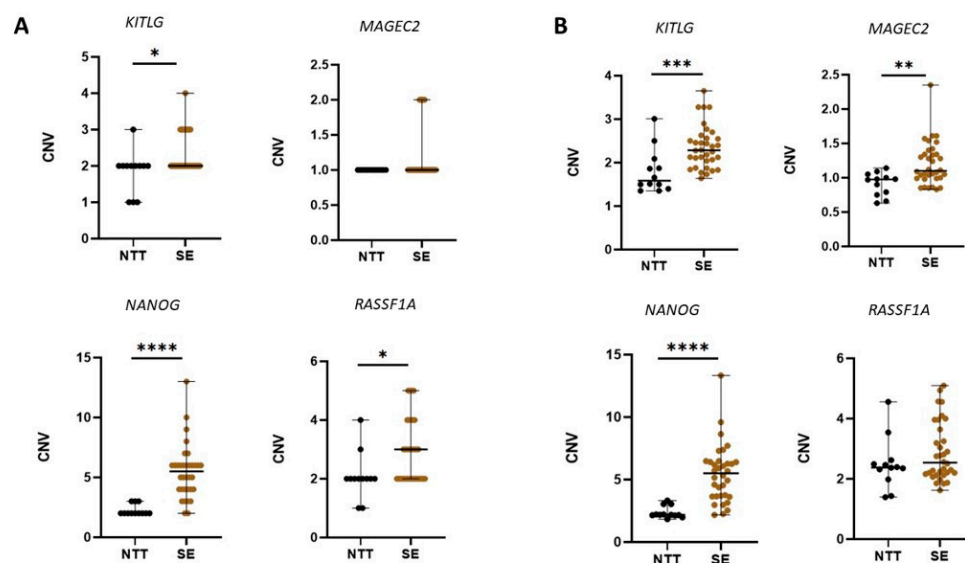 A
KITLG
*
5
4
3
2
1
0
CNV
NTT SE
MAGEC2
2.5
2.0
1.5
1.0
0.5
0.0
CNV
NTT SE
NANOG
****
15
10
5
0
CNV
NTT SE
RASSF1A
*
6
4
2
0
CNV
NTT SE
B
KITLG
***
4
3
2
1
0
CNV
NTT SE
MAGEC2
**
2.5
2.0
1.5
1.0
0.5
0.0
CNV
NTT SE
NANOG
****
15
10
5
0
CNV
NTT SE
RASSF1A
6
4
2
0
CNV
NTT SE